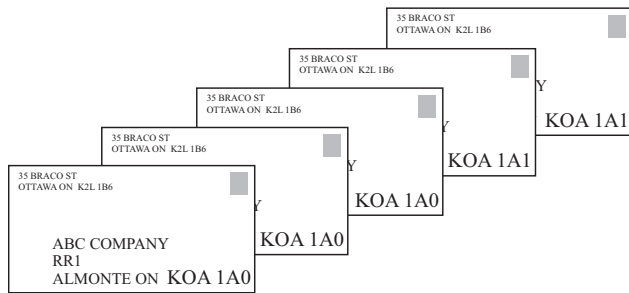 35 BRACO ST
OTTAWA ON K2L 1B6
KOA 1A1
35 BRACO ST
OTTAWA ON K2L 1B6
Y
KOA 1A1
35 BRACO ST
OTTAWA ON K2L 1B6
Y
KOA 1A0
35 BRACO ST
OTTAWA ON K2L 1B6
Y
KOA 1A0
35 BRACO ST
OTTAWA ON K2L 1B6
Y
ABC COMPANY
RR1
ALMONTE ON KOA 1A0